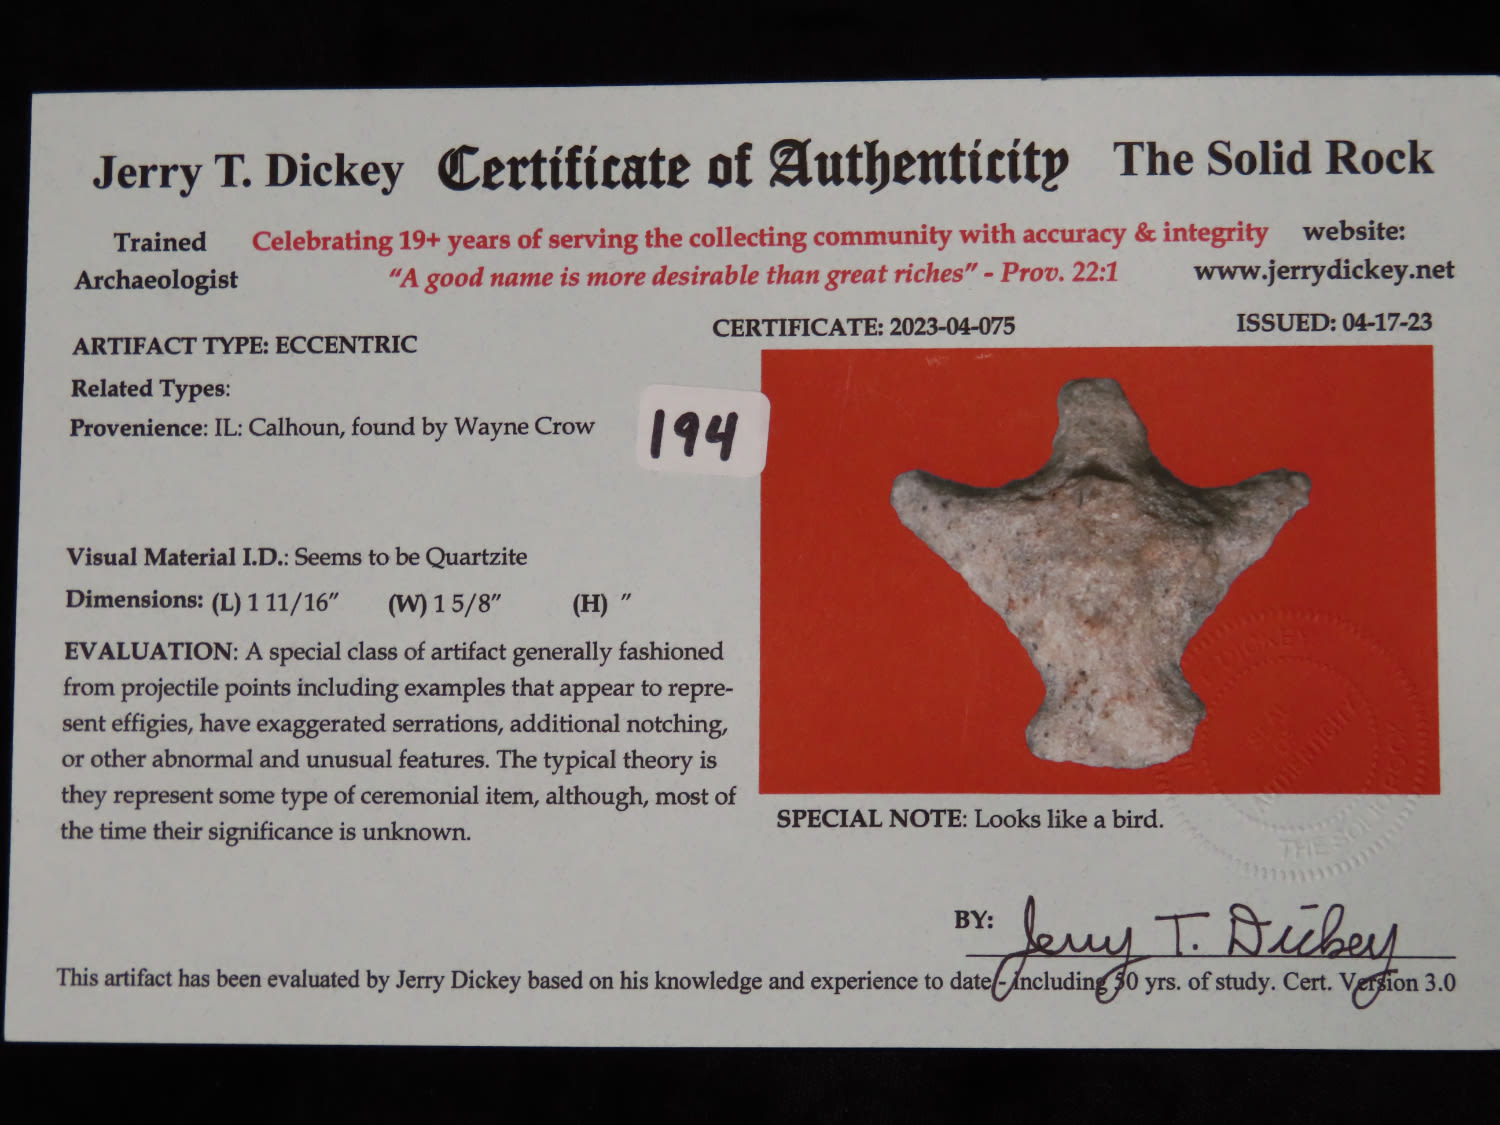 Jerry T. Dickey Certificate of Authenticity The Solid Rock
Trained Archaeologist
Celebrating 19+ years of serving the collecting community with accuracy & integrity
"A good name is more desirable than great riches" - Prov. 22:1
website:
www.jerrydickey.net
CERTIFICATE: 2023-04-075
ISSUED: 04-17-23
ARTIFACT TYPE: ECCENTRIC
Related Types:
Provenience: IL: Calhoun, found by Wayne Crow
194
Visual Material I.D.: Seems to be Quartzite
Dimensions: (L) 1 11/16" (W) 1 5/8" (H) "
EVALUATION: A special class of artifact generally fashioned
from projectile points including examples that appear to repre-
sent effigies, have exaggerated serrations, additional notching,
or other abnormal and unusual features. The typical theory is
they represent some type of ceremonial item, although, most of
the time their significance is unknown.
SPECIAL NOTE: Looks like a bird.
DICKEY
THE SOLID ROCK
BY: Jerry T. Dickey
This artifact has been evaluated by Jerry Dickey based on his knowledge and experience to date - including 50 yrs. of study. Cert. Version 3.0